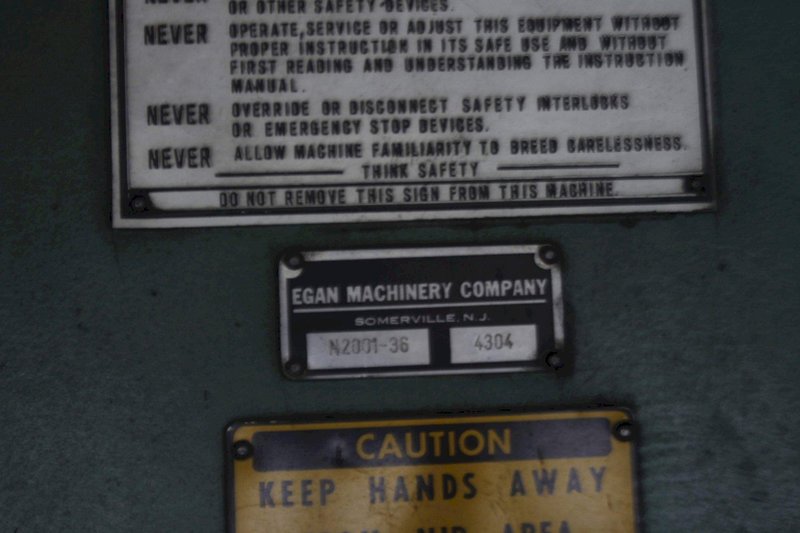 NEVER OR OTHER SAFETY DEVICES.
NEVER OPERATE, SERVICE OR ADJUST THIS EQUIPMENT WITHOUT
PROPER INSTRUCTION IN ITS SAFE USE AND WITHOUT
FIRST READING AND UNDERSTANDING THE INSTRUCTION
MANUAL.
NEVER OVERRIDE OR DISCONNECT SAFETY INTERLOCKS
OR EMERGENCY STOP DEVICES.
NEVER ALLOW MACHINE FAMILIARITY TO BREED CARELESSNESS.
THINK SAFETY
DO NOT REMOVE THIS SIGN FROM THIS MACHINE.
EGAN MACHINERY COMPANY
SOMERVILLE, N.J.
N2001-36 4304
CAUTION
KEEP HANDS AWAY
NIP AREA